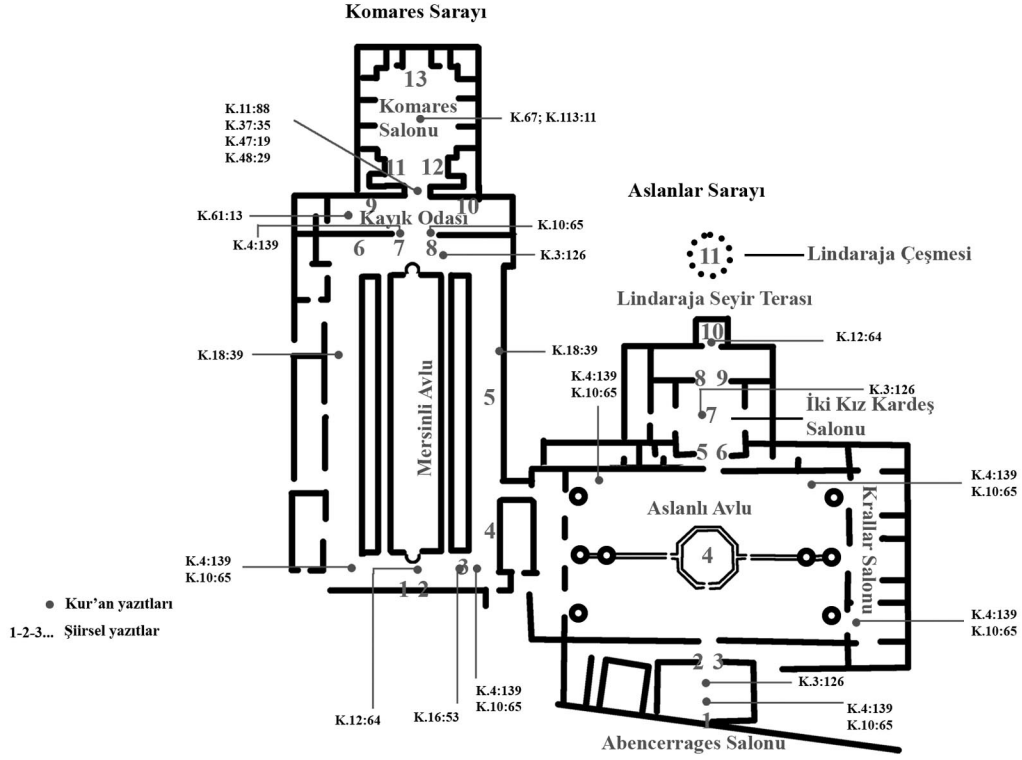 Komares Sarayı
13
Komares
Salonu
K.67; K.113:11
K.11:88
K.37:35
K.47:19
K.48:29
11 12
9 10
Kayık Odası
K.61:13
K.4:139
6 7 8
K.10:65
K.3:126
K.18:39
K.18:39
Mersinli Avlu
5
4
3
1 2
K.4:139
K.10:65
K.12:64
K.16:53
K.4:139
K.10:65
Kur'an yazıtları
1-2-3... Şiirsel yazıtlar
Aslanlar Sarayı
11
Lindaraja Çeşmesi
Lindaraja Seyir Terası
10
K.12:64
8 9
K.3:126
7
İki Kız Kardeş
Salonu
5 6
K.4:139
K.10:65
K.4:139
K.10:65
Aslanlı Avlu
4
Krallar Salonu
K.4:139
K.10:65
2 3
K.3:126
K.4:139
K.10:65
1
Abencerrages Salonu